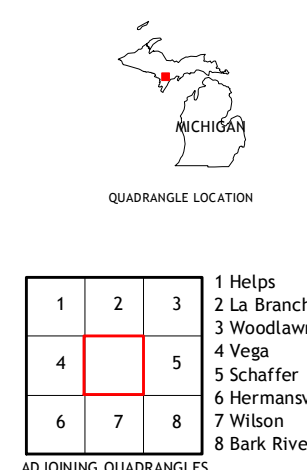 MICHIGAN
QUADRANGLE LOCATION
1 2 3
4 5
6 7 8
1 Helps
2 La Branch
3 Woodlawn
4 Vega
5 Schaffer
6 Hermansv
7 Wilson
8 Bark Rive
ADJOINING QUADRANGLES